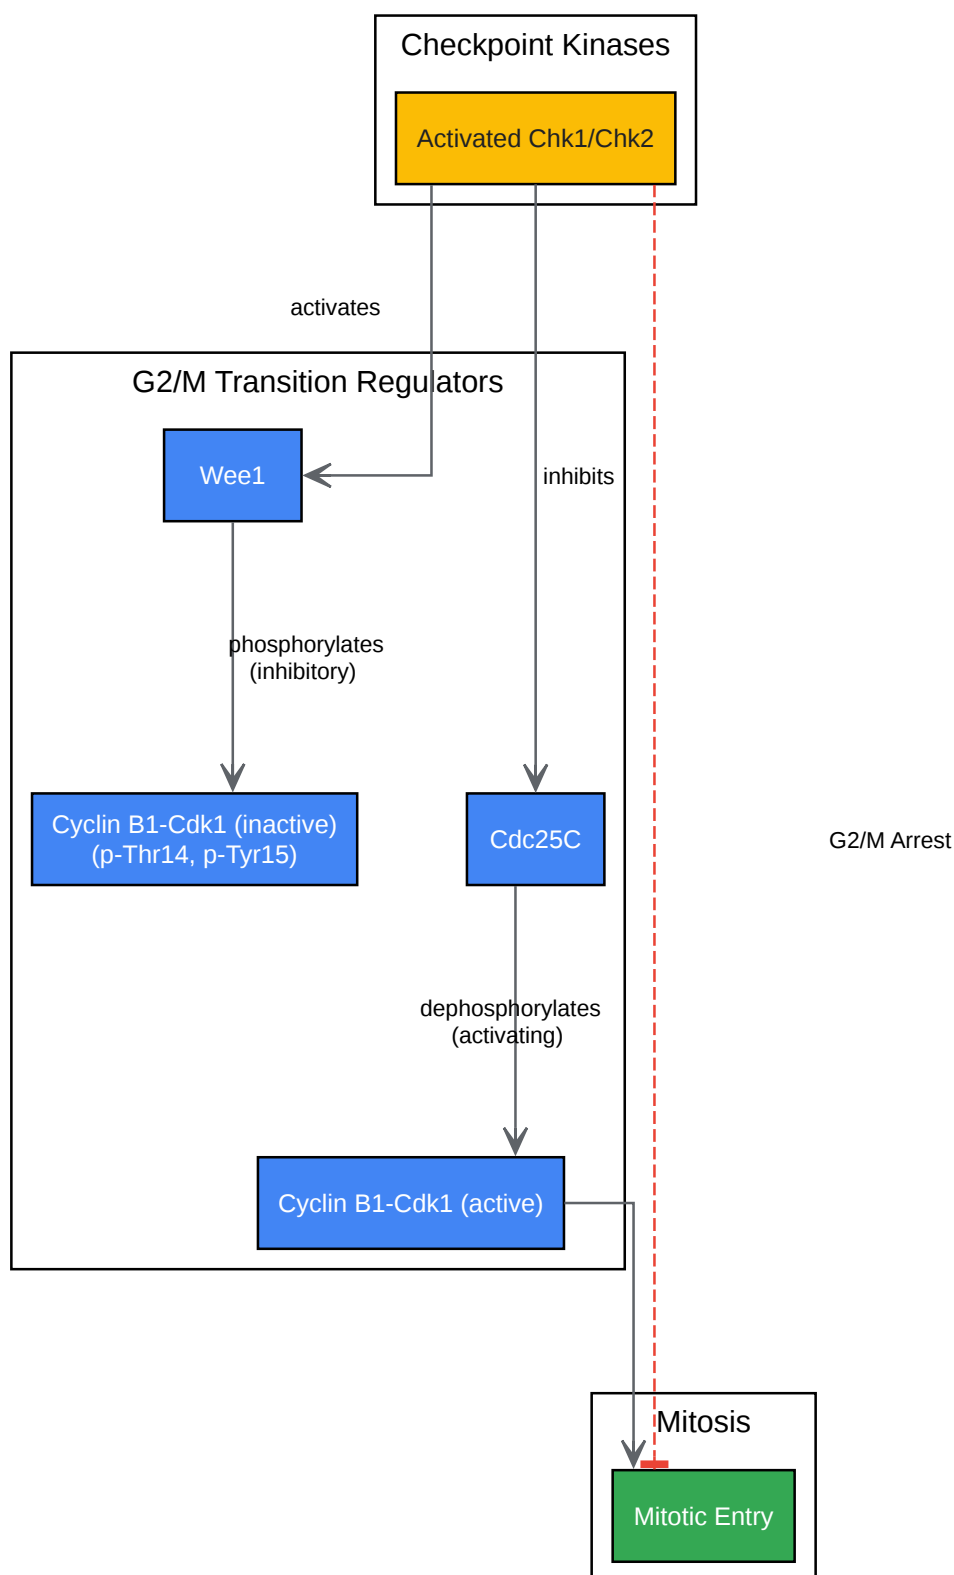 Checkpoint Kinases
Activated Chk1/Chk2
activates
G2/M Transition Regulators
Wee1
inhibits
phosphorylates
(inhibitory)
Cyclin B1-Cdk1 (inactive)
(p-Thr14, p-Tyr15)
Cdc25C
G2/M Arrest
dephosphorylates
(activating)
Cyclin B1-Cdk1 (active)
Mitosis
Mitotic Entry